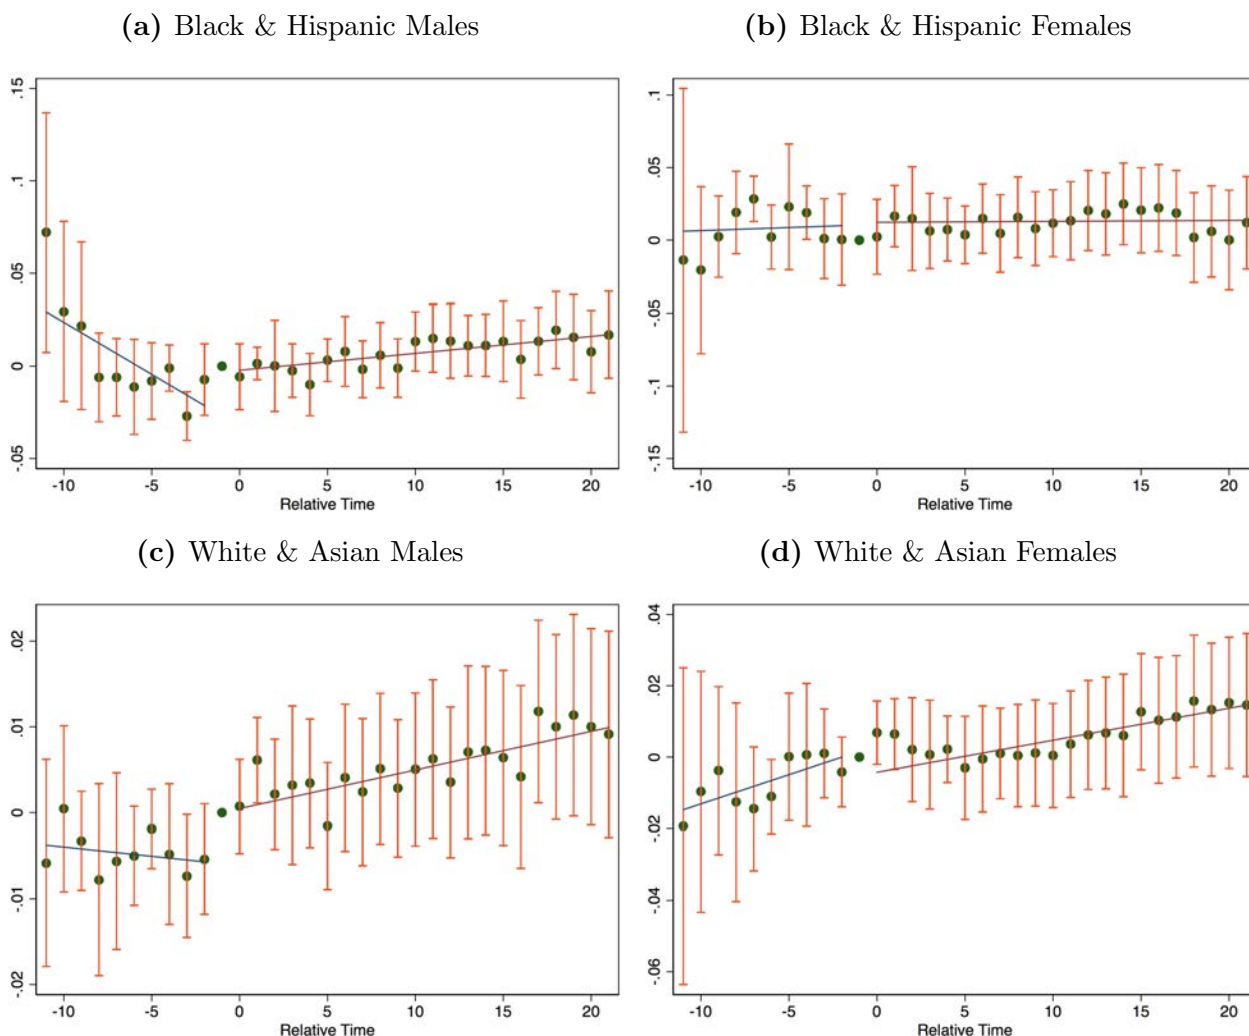 (a) Black & Hispanic Males
(b) Black & Hispanic Females
.15
.1
.05
0
-.05
-10 -5 0 5 10 15 20
Relative Time
.1
.05
0
-.05
-.1
-.15
-10 -5 0 5 10 15 20
Relative Time
(c) White & Asian Males
(d) White & Asian Females
.02
.01
0
-.01
-.02
-10 -5 0 5 10 15 20
Relative Time
.04
.02
0
-.02
-.04
-.06
-10 -5 0 5 10 15 20
Relative Time